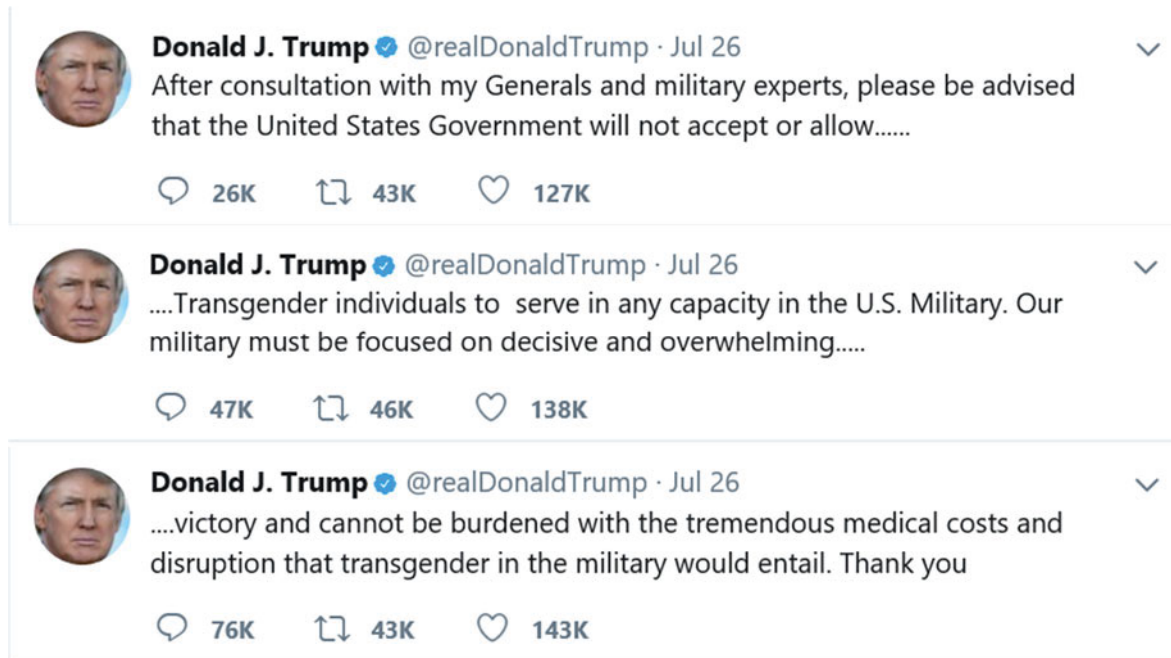 Donald J. Trump @realDonaldTrump · Jul 26
After consultation with my Generals and military experts, please be advised
that the United States Government will not accept or allow......
26K 43K 127K
Donald J. Trump @realDonaldTrump · Jul 26
....Transgender individuals to  serve in any capacity in the U.S. Military. Our
military must be focused on decisive and overwhelming.....
47K 46K 138K
Donald J. Trump @realDonaldTrump · Jul 26
....victory and cannot be burdened with the tremendous medical costs and
disruption that transgender in the military would entail. Thank you
76K 43K 143K